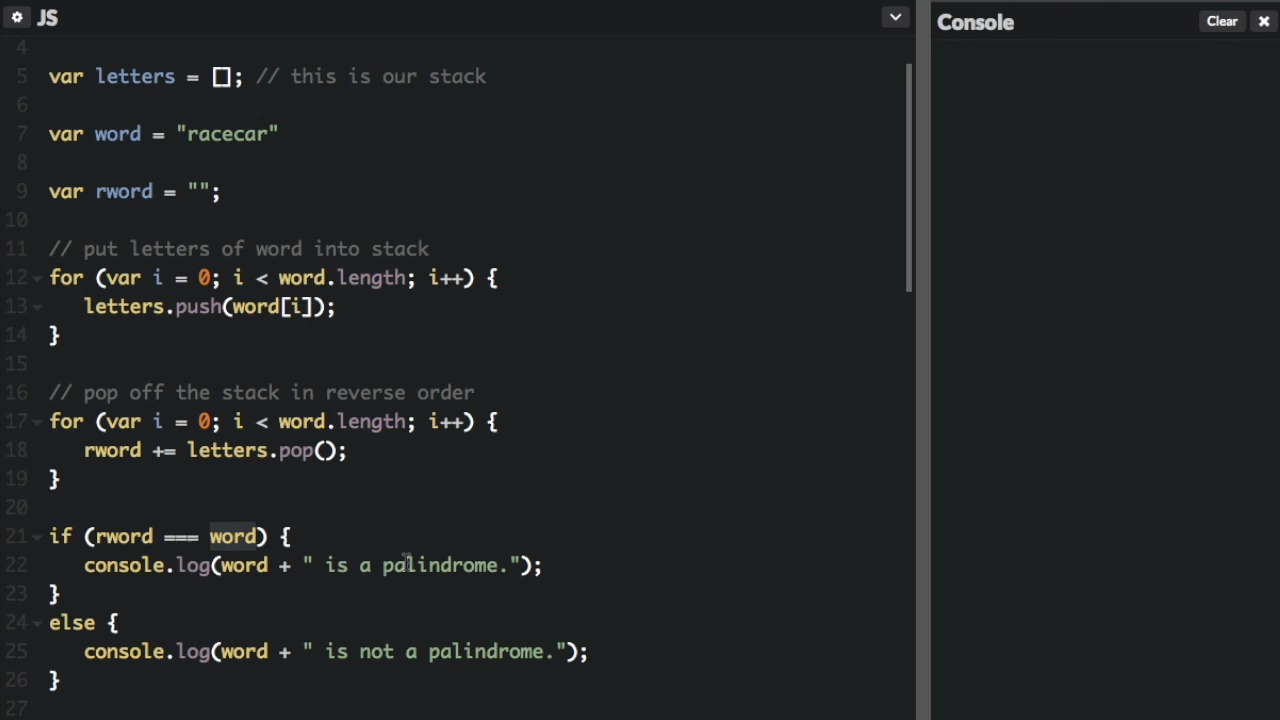 JS
Console
Clear
4
5 var letters = []; // this is our stack
6
7 var word = "racecar"
8
9 var rword = "";
10
11 // put letters of word into stack
12 for (var i = 0; i < word.length; i++) {
13 letters.push(word[i]);
14 }
15
16 // pop off the stack in reverse order
17 for (var i = 0; i < word.length; i++) {
18 rword += letters.pop();
19 }
20
21 if (rword === word) {
22 console.log(word + " is a palindrome.");
23 }
24 else {
25 console.log(word + " is not a palindrome.");
26 }
27